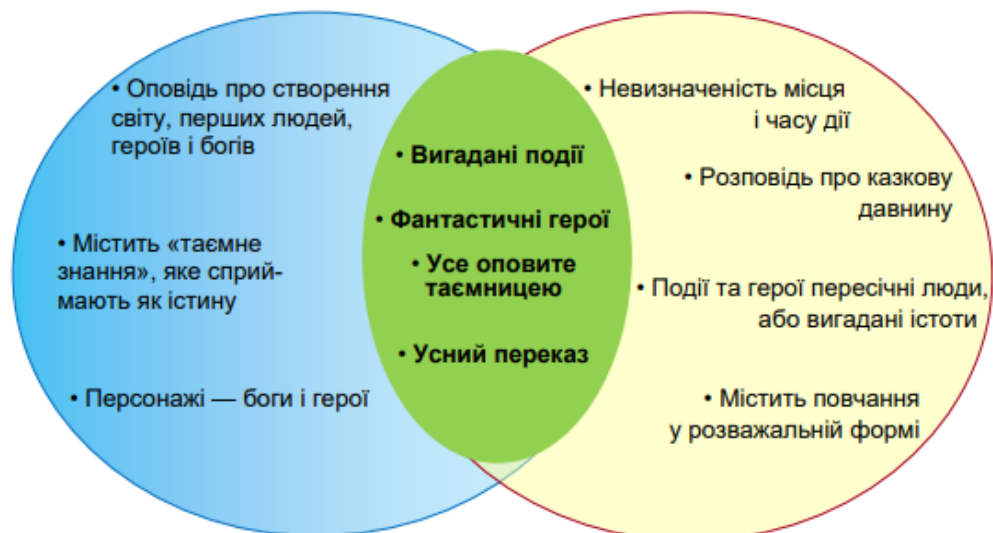 • Оповідь про створення
світу, перших людей,
героїв і богів
• Містить «таємне
знання», яке сприй-
мають як істину
• Персонажі — боги і герої
• Вигадані події
• Фантастичні герої
• Усе оповите
таємницею
• Усний переказ
• Невизначеність місця
і часу дії
• Розповідь про казкову
давнину
• Події та герої пересічні люди,
або вигадані істоти
• Містить повчання
у розважальній формі